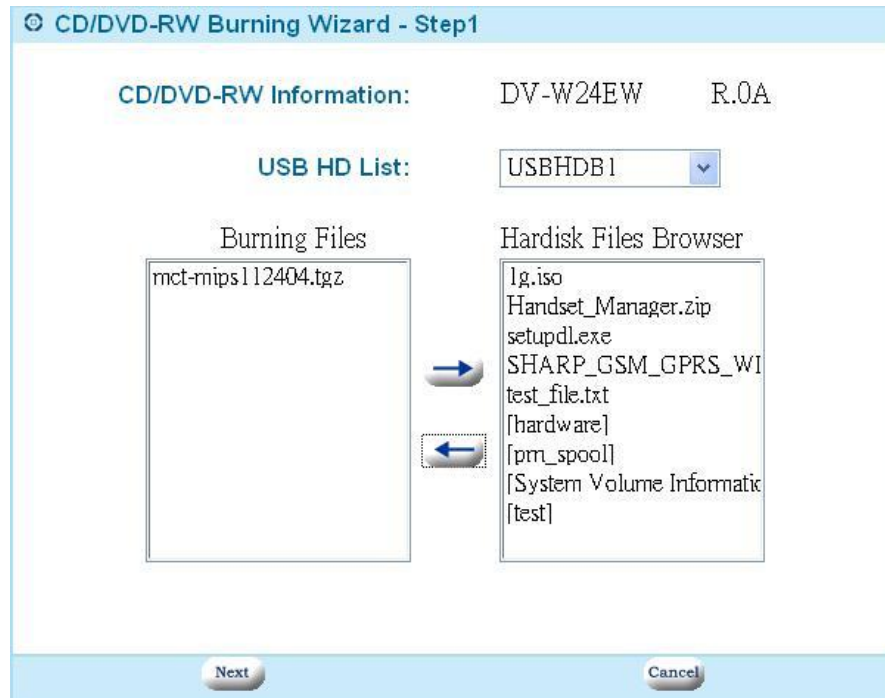 CD/DVD-RW Burning Wizard - Step1
CD/DVD-RW Information: DV-W24EW R.0A
USB HD List: USBHDB1
Burning Files
mct-mips112404.tgz
Hardisk Files Browser
1g.iso
Handset_Manager.zip
setupdl.exe
SHARP_GSM_GPRS_WI
test_file.txt
[hardware]
[prn_spool]
[System Volume Informatic
[test]
Next
Cancel